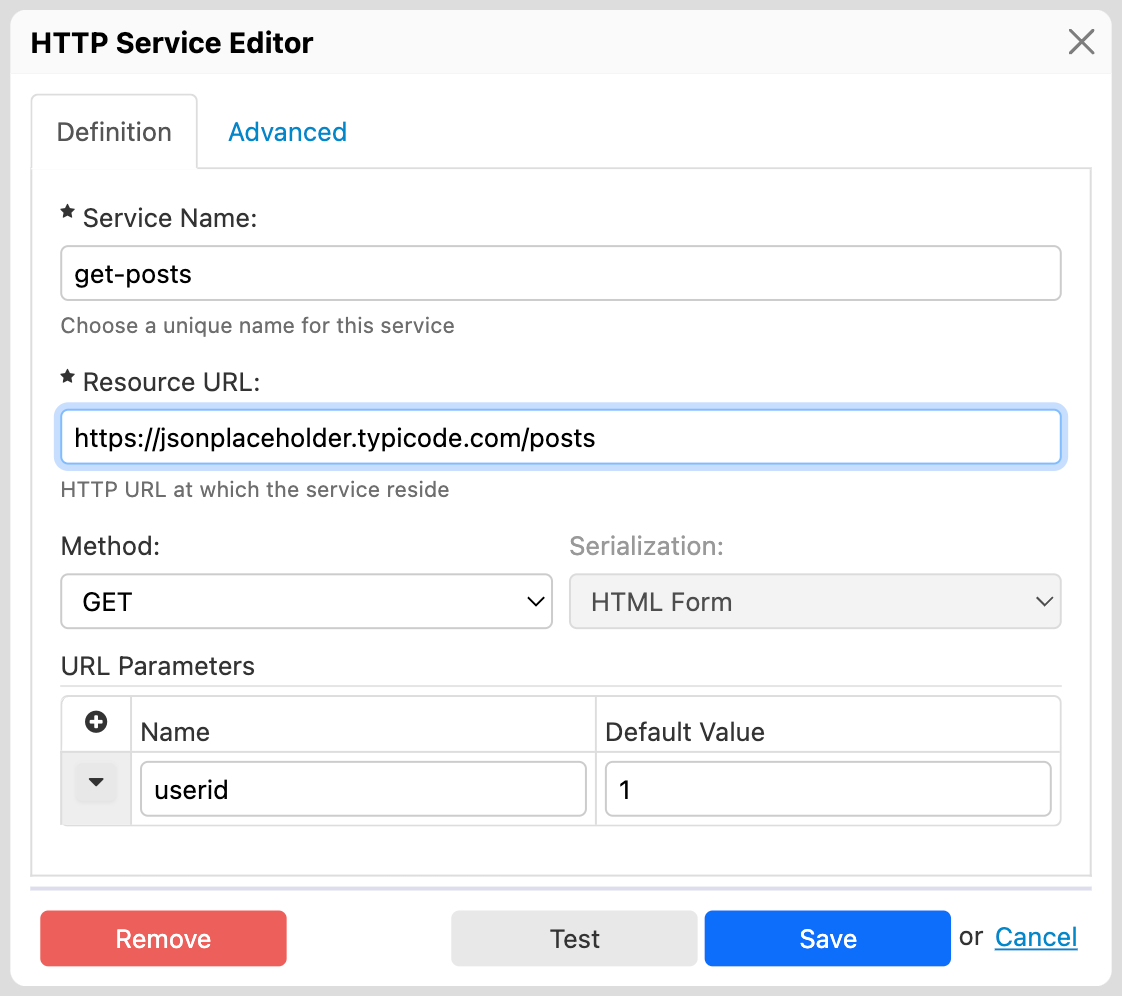 HTTP Service Editor
Definition Advanced
★ Service Name:
get-posts
Choose a unique name for this service
★ Resource URL:
https://jsonplaceholder.typicode.com/posts
HTTP URL at which the service reside
Method: Serialization:
GET HTML Form
URL Parameters
Name Default Value
userid 1
Remove Test Save or Cancel